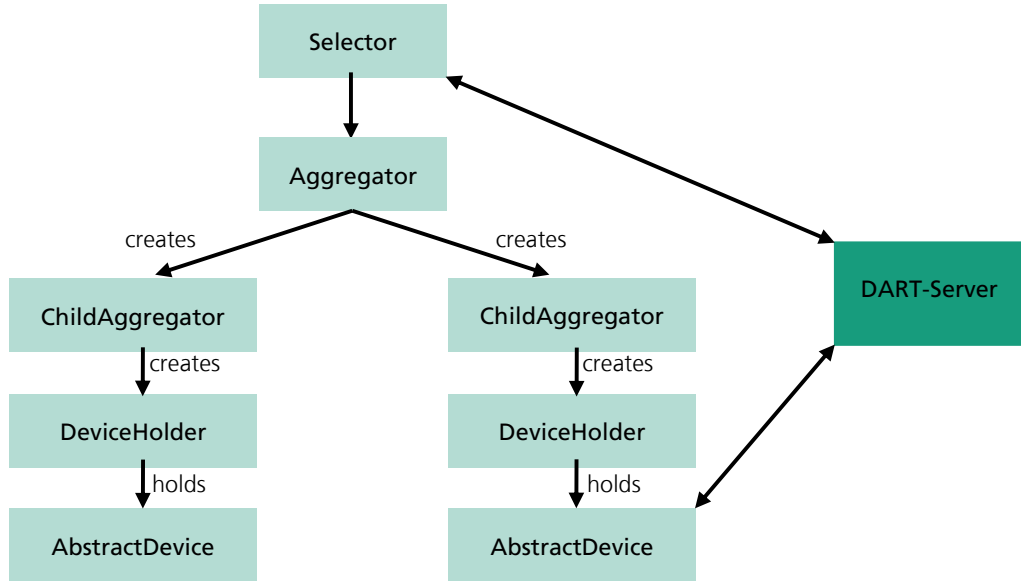 Selector
Aggregator
creates
creates
DART-Server
ChildAggregator
ChildAggregator
creates
creates
DeviceHolder
DeviceHolder
holds
holds
AbstractDevice
AbstractDevice